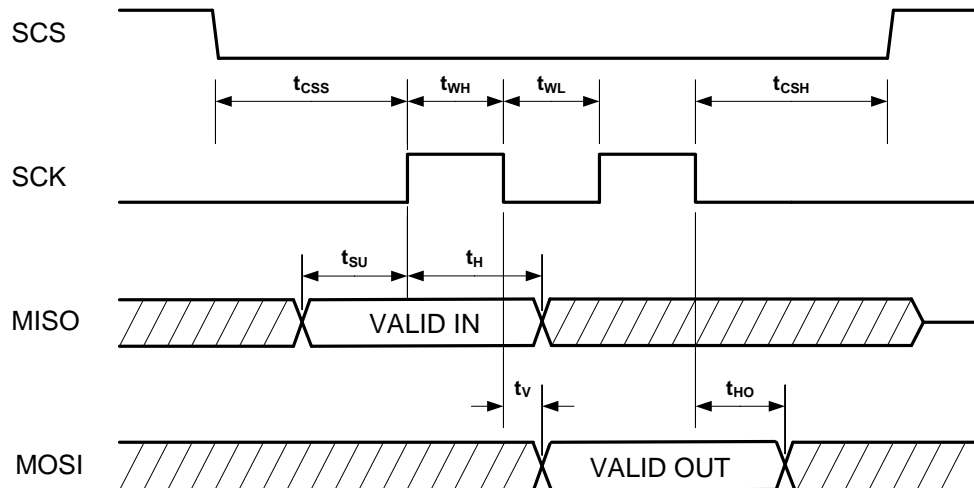 SCS
tCSS tWH tWL tCSH
SCK
tSU tH
MISO VALID IN
tV tHO
MOSI VALID OUT